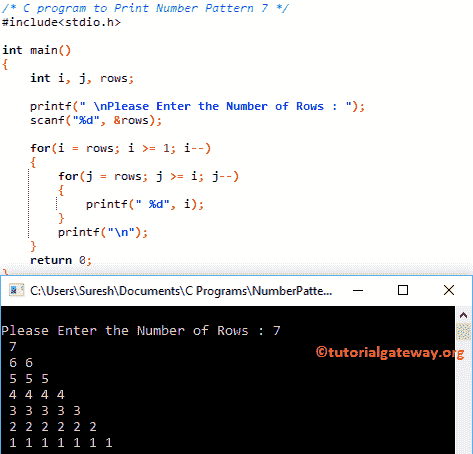 /* C program to Print Number Pattern 7 */
#include<stdio.h>
int main()
{
int i, j, rows;
printf(" \nPlease Enter the Number of Rows : ");
scanf("%d", &rows);
for(i = rows; i >= 1; i--)
{
for(j = rows; j >= i; j--)
{
printf(" %d", i);
}
printf("\n");
}
return 0;
}
C:\Users\Suresh\Documents\C Programs\NumberPatte...
Please Enter the Number of Rows : 7
7
©tutorialgateway.org
6 6
5 5 5
4 4 4 4
3 3 3 3 3
2 2 2 2 2 2
1 1 1 1 1 1 1